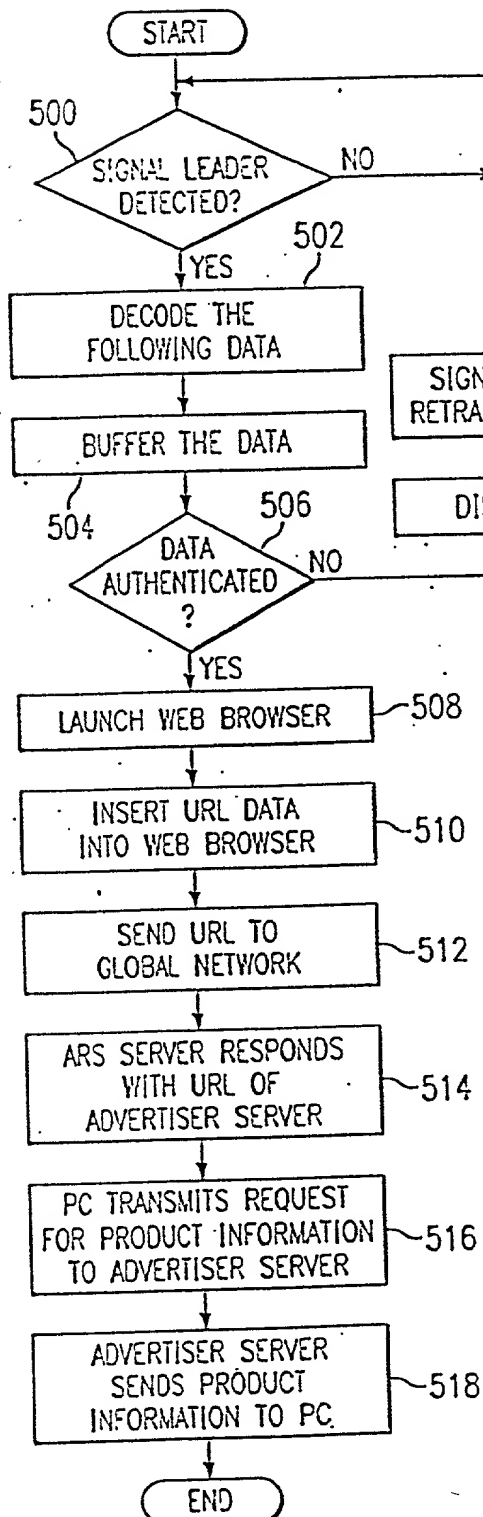 START
500
SIGNAL LEADER
DETECTED?
NO
YES
502
DECODE THE
FOLLOWING DATA
BUFFER THE DATA
504
SIGN
RETRA
DIS
506
DATA
AUTHENTICATED
?
NO
YES
LAUNCH WEB BROWSER
508
INSERT URL DATA
INTO WEB BROWSER
510
SEND URL TO
GLOBAL NETWORK
512
ARS SERVER RESPONDS
WITH URL OF
ADVERTISER SERVER
514
PC TRANSMITS REQUEST
FOR PRODUCT INFORMATION
TO ADVERTISER SERVER
516
ADVERTISER SERVER
SENDS PRODUCT
INFORMATION TO PC
518
END